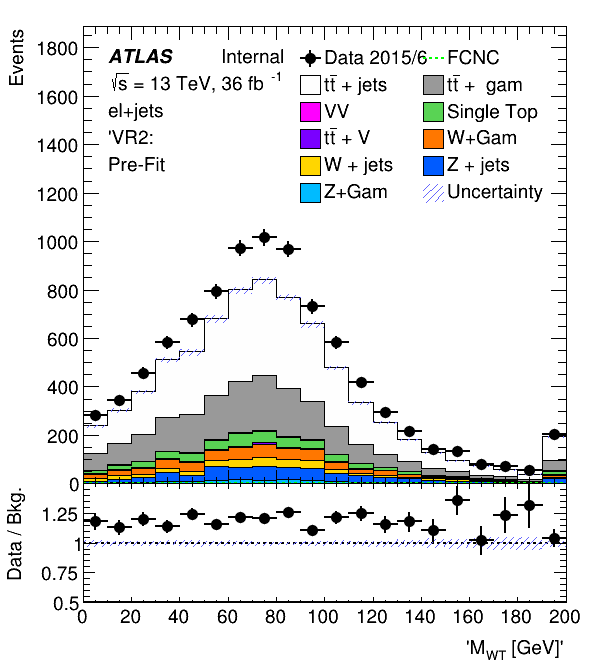 Events
1800
1600
1400
1200
1000
800
600
400
200
0
ATLAS Internal
√s = 13 TeV, 36 fb -1
el+jets
'VR2:
Pre-Fit
Data 2015/6 FCNC
tt̄ + jets tt̄ + gam
VV Single Top
tt̄ + V W+Gam
W + jets Z + jets
Z+Gam Uncertainty
Data / Bkg.
1.25
1
0.75
0.5
0 20 40 60 80 100 120 140 160 180 200
'M_WT [GeV]'